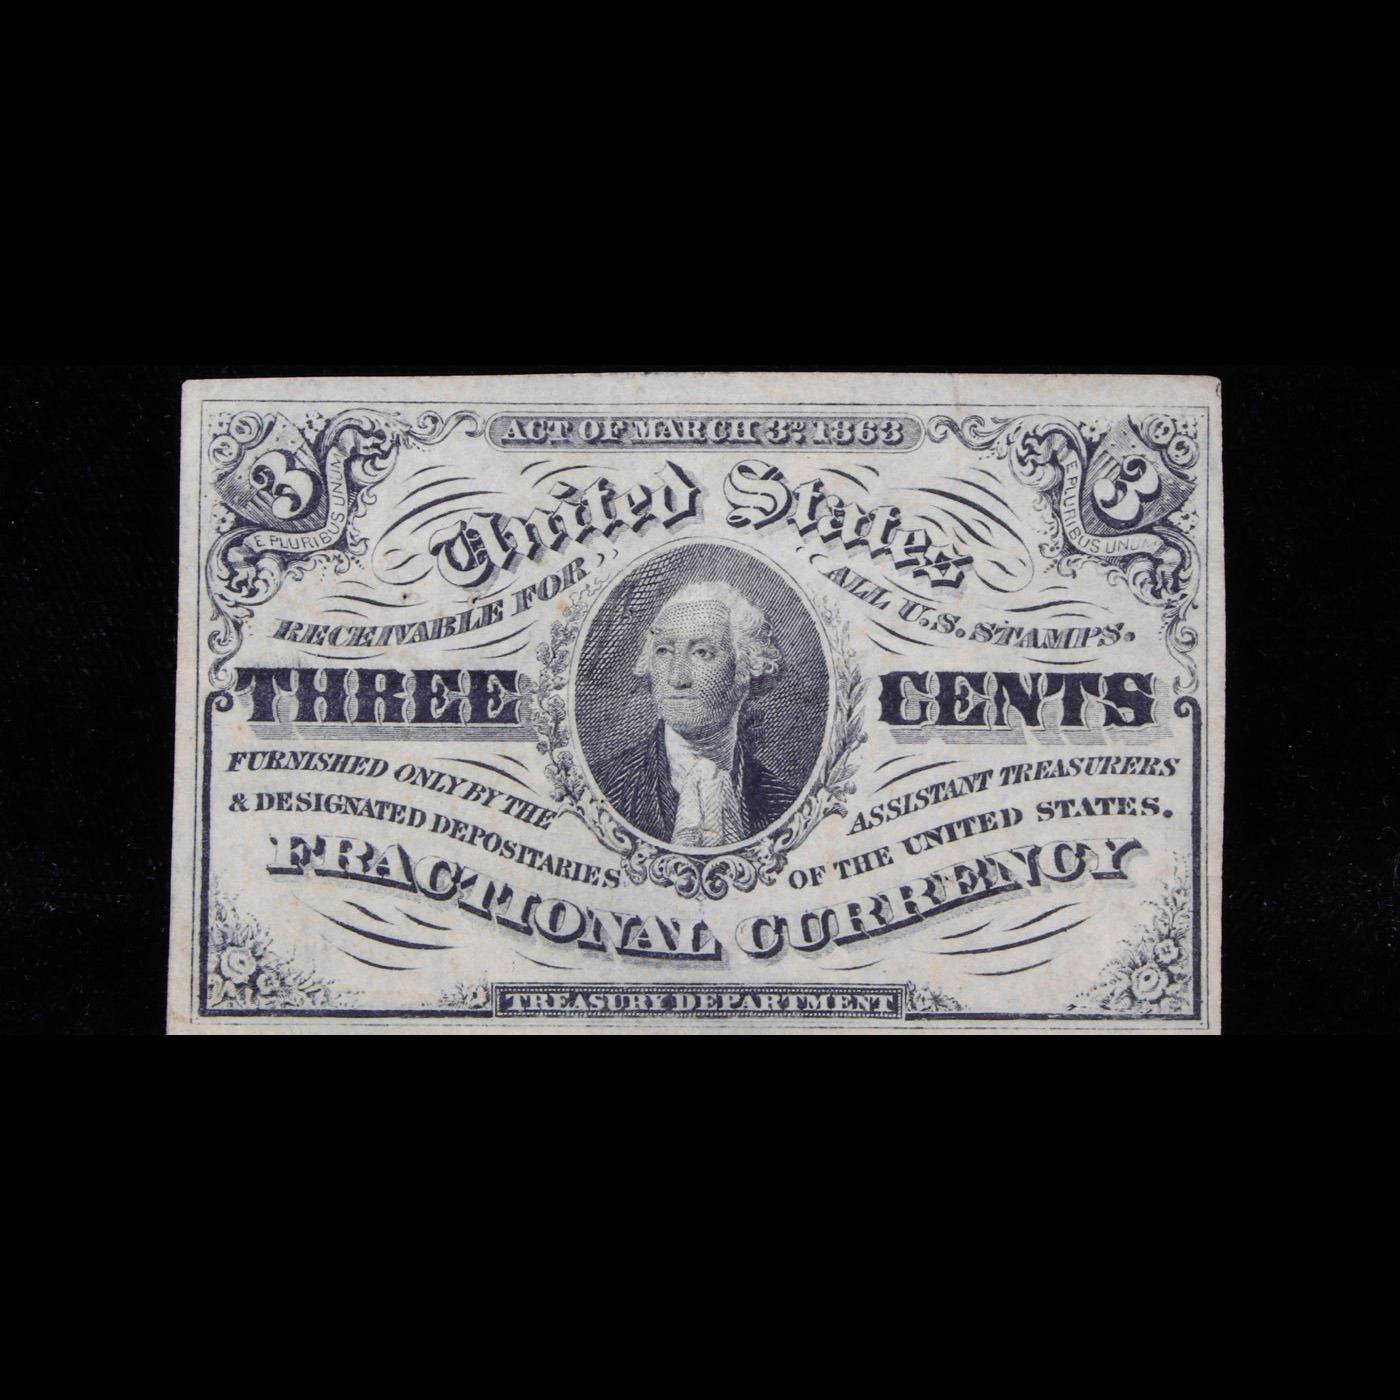 ACT OF MARCH 3D 1863
3
E PLURIBUS UNUM
3
E PLURIBUS UNUM
United States
RECEIVABLE FOR ALL U.S. STAMPS.
THREE CENTS
FURNISHED ONLY BY THE ASSISTANT TREASURERS
& DESIGNATED DEPOSITARIES OF THE UNITED STATES.
FRACTIONAL CURRENCY
TREASURY DEPARTMENT